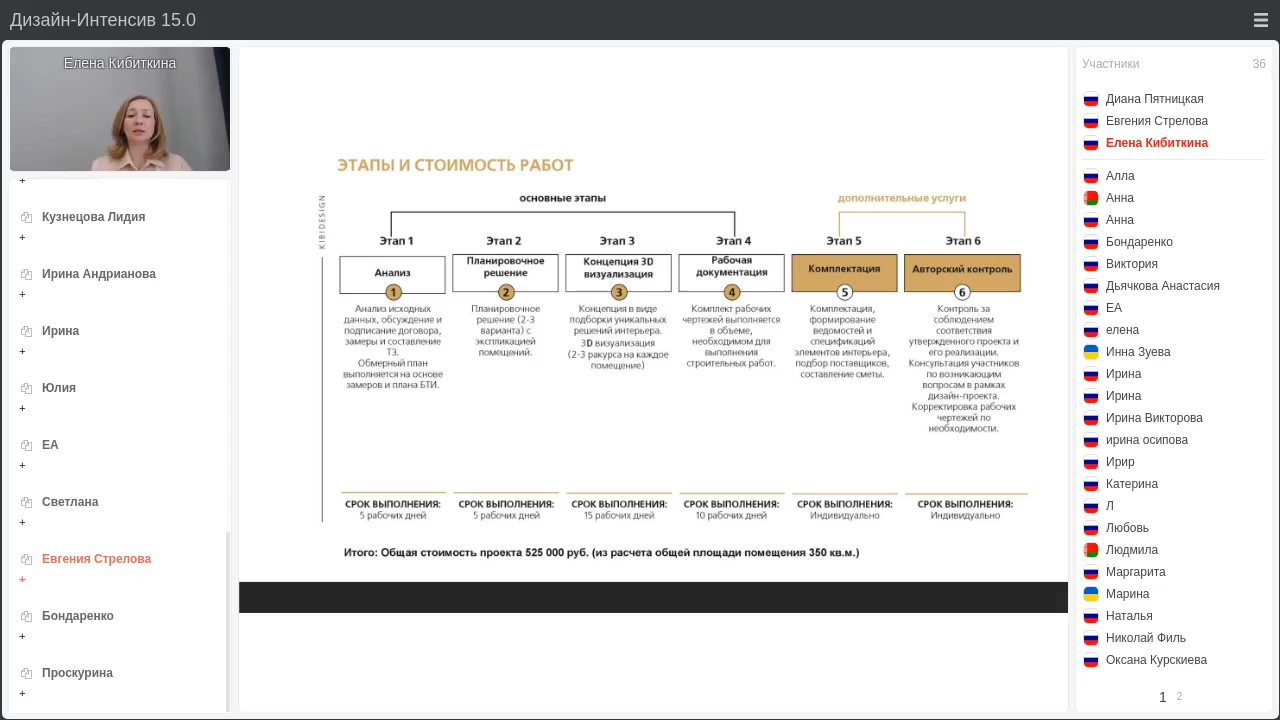 Дизайн-Интенсив 15.0
Елена Кибиткина
+
Кузнецова Лидия
+
Ирина Андрианова
+
Ирина
+
Юлия
+
ЕА
+
Светлана
+
Евгения Стрелова
+
Бондаренко
+
Проскурина
+
ЭТАПЫ И СТОИМОСТЬ РАБОТ
KIBIDESIGN
основные этапы
дополнительные услуги
Этап 1
Анализ
1
Анализ исходных
данных, обсуждение и
подписание договора,
замеры и составление
ТЗ.
Обмерный план
выполняется на основе
замеров и плана БТИ.
СРОК ВЫПОЛНЕНИЯ:
5 рабочих дней
Этап 2
Планировочное
решение
2
Планировочное
решение (2-3
варианта) с
экспликацией
помещений.
СРОК ВЫПОЛНЕНИЯ:
5 рабочих дней
Этап 3
Концепция 3D
визуализация
3
Концепция в виде
подборки уникальных
решений интерьера.
3D визуализация
(2-3 ракурса на каждое
помещение)
СРОК ВЫПОЛНЕНИЯ:
15 рабочих дней
Этап 4
Рабочая
документация
4
Комплект рабочих
чертежей выполняется
в объеме,
необходимом для
выполнения
строительных работ.
СРОК ВЫПОЛНЕНИЯ:
10 рабочих дней
Этап 5
Комплектация
5
Комплектация,
формирование
ведомостей и
спецификаций
элементов интерьера,
подбор поставщиков,
составление сметы.
СРОК ВЫПОЛНЕНИЯ:
Индивидуально
Этап 6
Авторский контроль
6
Контроль за
соблюдением
соответствия
утвержденного проекта и
его реализации.
Консультация участников
по возникающим
вопросам в рамках
дизайн-проекта.
Корректировка рабочих
чертежей по
необходимости.
СРОК ВЫПОЛНЕНИЯ:
Индивидуально
Итого: Общая стоимость проекта 525 000 руб. (из расчета общей площади помещения 350 кв.м.)
Участники 36
Диана Пятницкая
Евгения Стрелова
Елена Кибиткина
Алла
Анна
Анна
Бондаренко
Виктория
Дьячкова Анастасия
ЕА
елена
Инна Зуева
Ирина
Ирина
Ирина Викторова
ирина осипова
Ирир
Катерина
Л
Любовь
Людмила
Маргарита
Марина
Наталья
Николай Филь
Оксана Курскиева
1 2